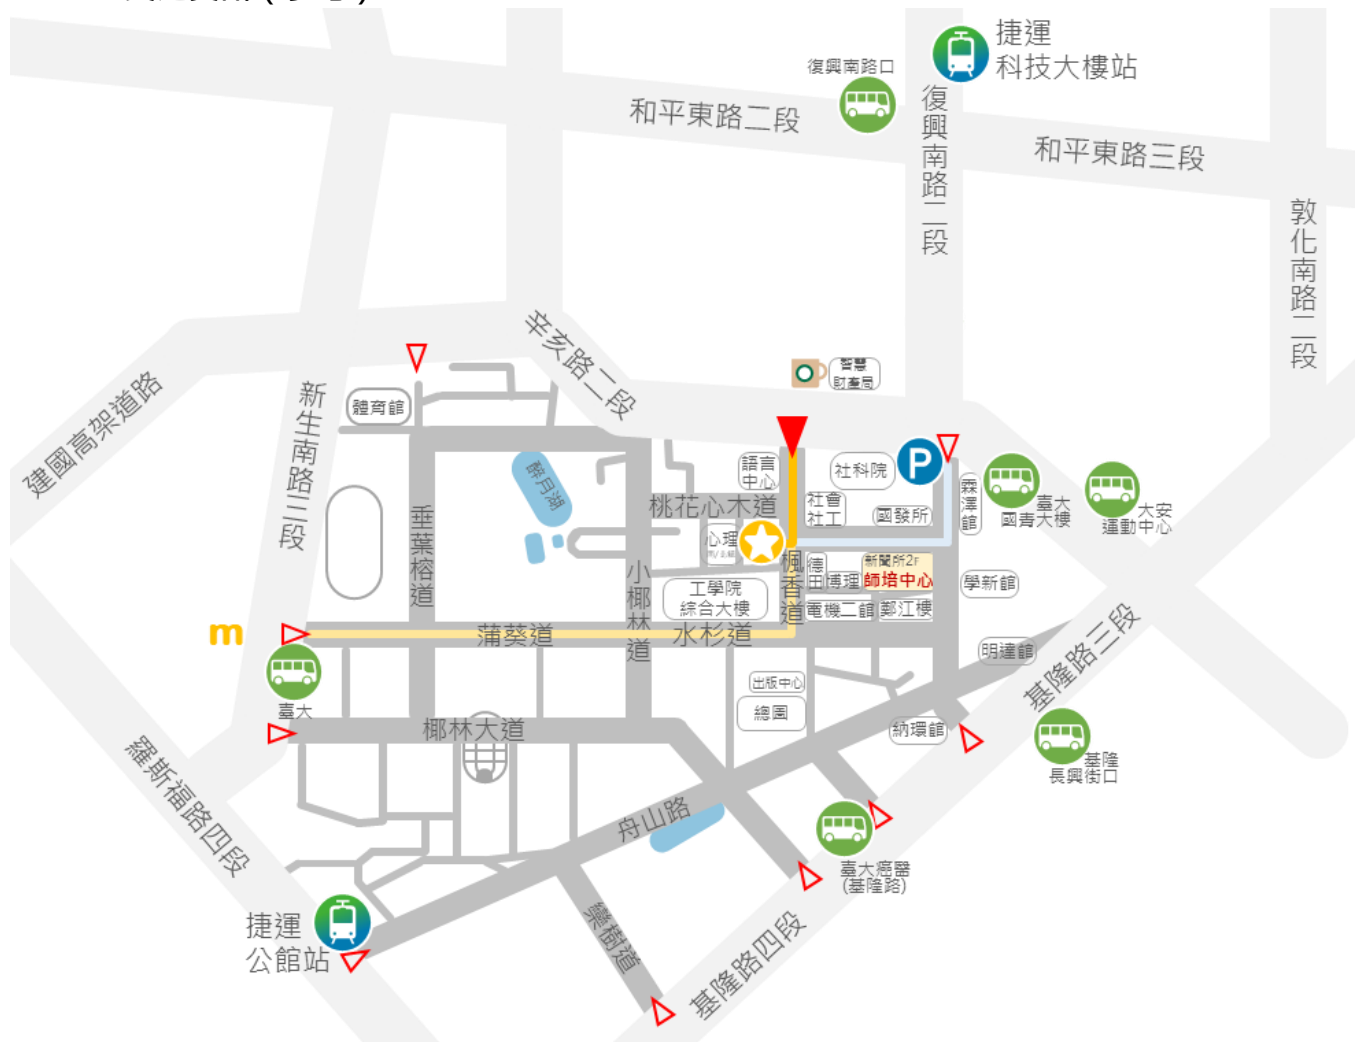 捷運
科技大樓站
復興南路口
和平東路二段
復興南路二段
和平東路三段
敦化南路二段
辛亥路二段
智慧
財產局
建國高架道路
新生南路三段
體育館
醉月湖
語言
中心
社科院
P
霖澤館
臺大
國青大樓
大安
運動中心
桃花心木道
社會
社工
國發所
垂葉榕道
心理
小椰林道
楓香道
德田
博理
新聞所2F
師培中心
學新館
工學院
綜合大樓
電機二館
鄭江樓
m
蒲葵道
水杉道
明達館
基隆路三段
出版中心
總圖
臺大
椰林大道
納環館
基隆
長興街口
羅斯福路四段
舟山路
臺大癌醫
(基隆路)
捷運
公館站
欒樹道
基隆路四段